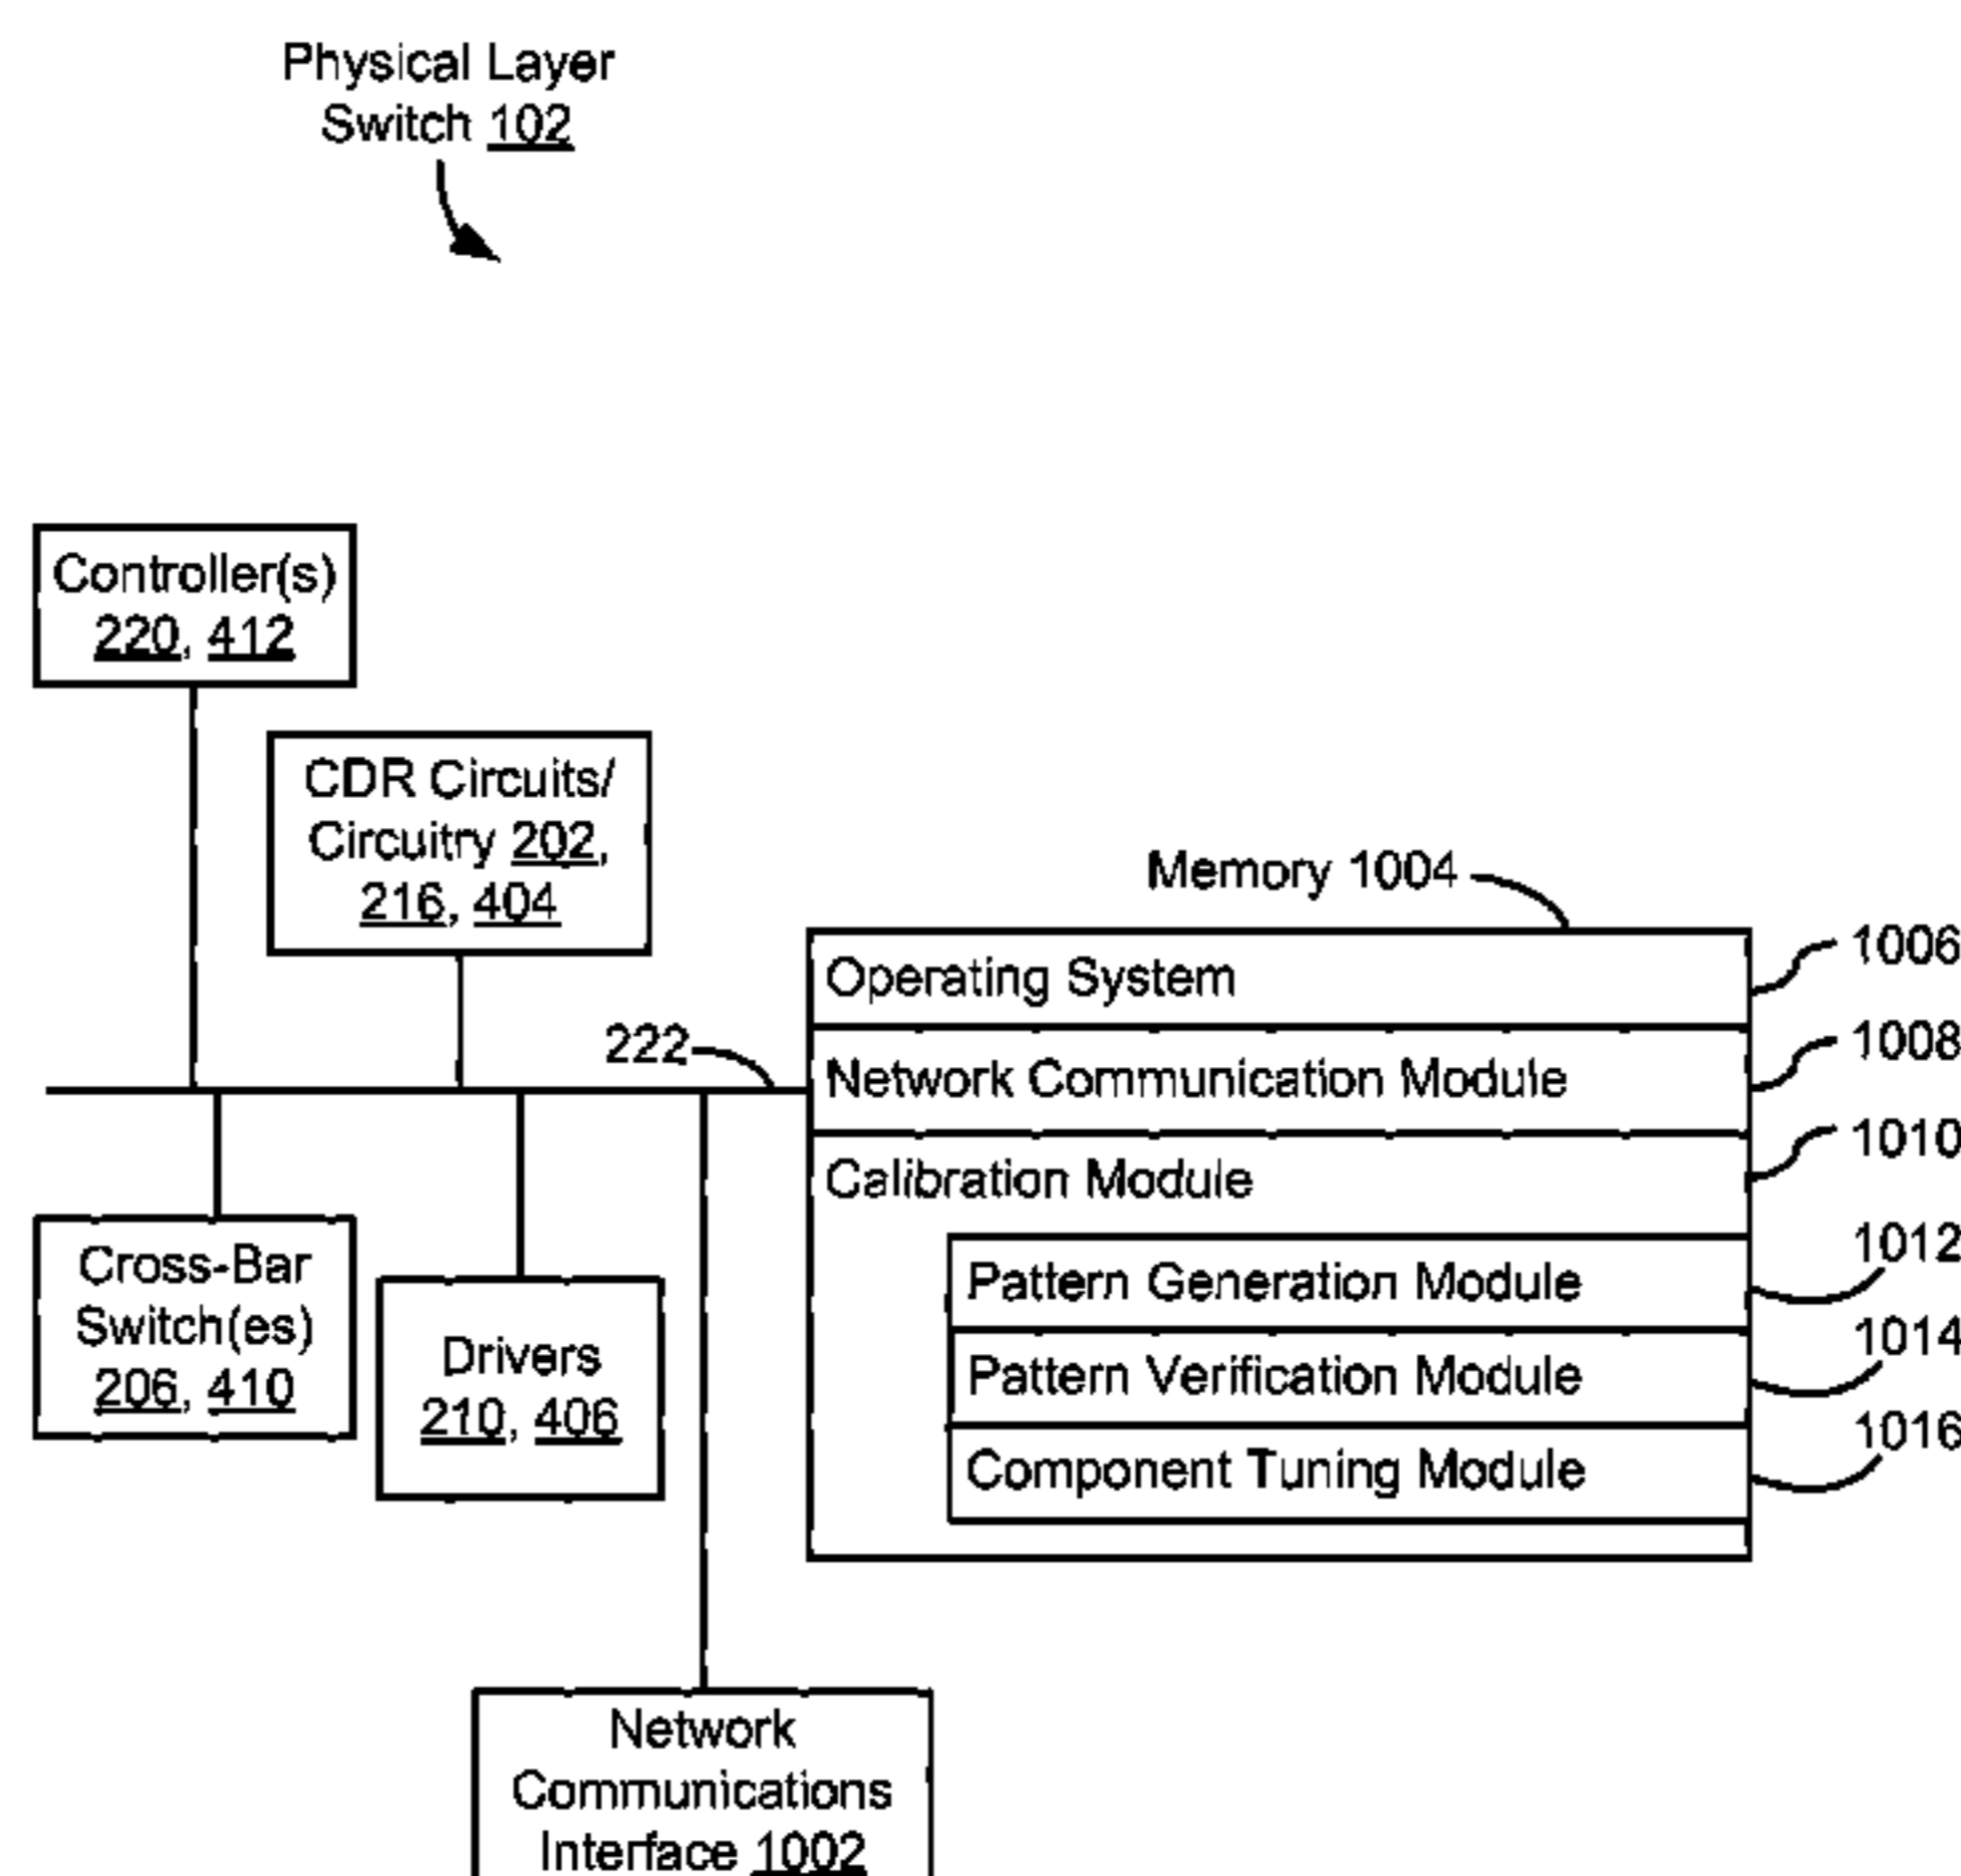 Physical Layer
Switch 102
Controller(s)
220, 412
CDR Circuits/
Circuitry 202,
216, 404
Memory 1004
1006
Operating System
222
1008
Network Communication Module
1010
Calibration Module
1012
Pattern Generation Module
1014
Pattern Verification Module
1016
Component Tuning Module
Cross-Bar
Switch(es)
206, 410
Drivers
210, 406
Network
Communications
Interface 1002